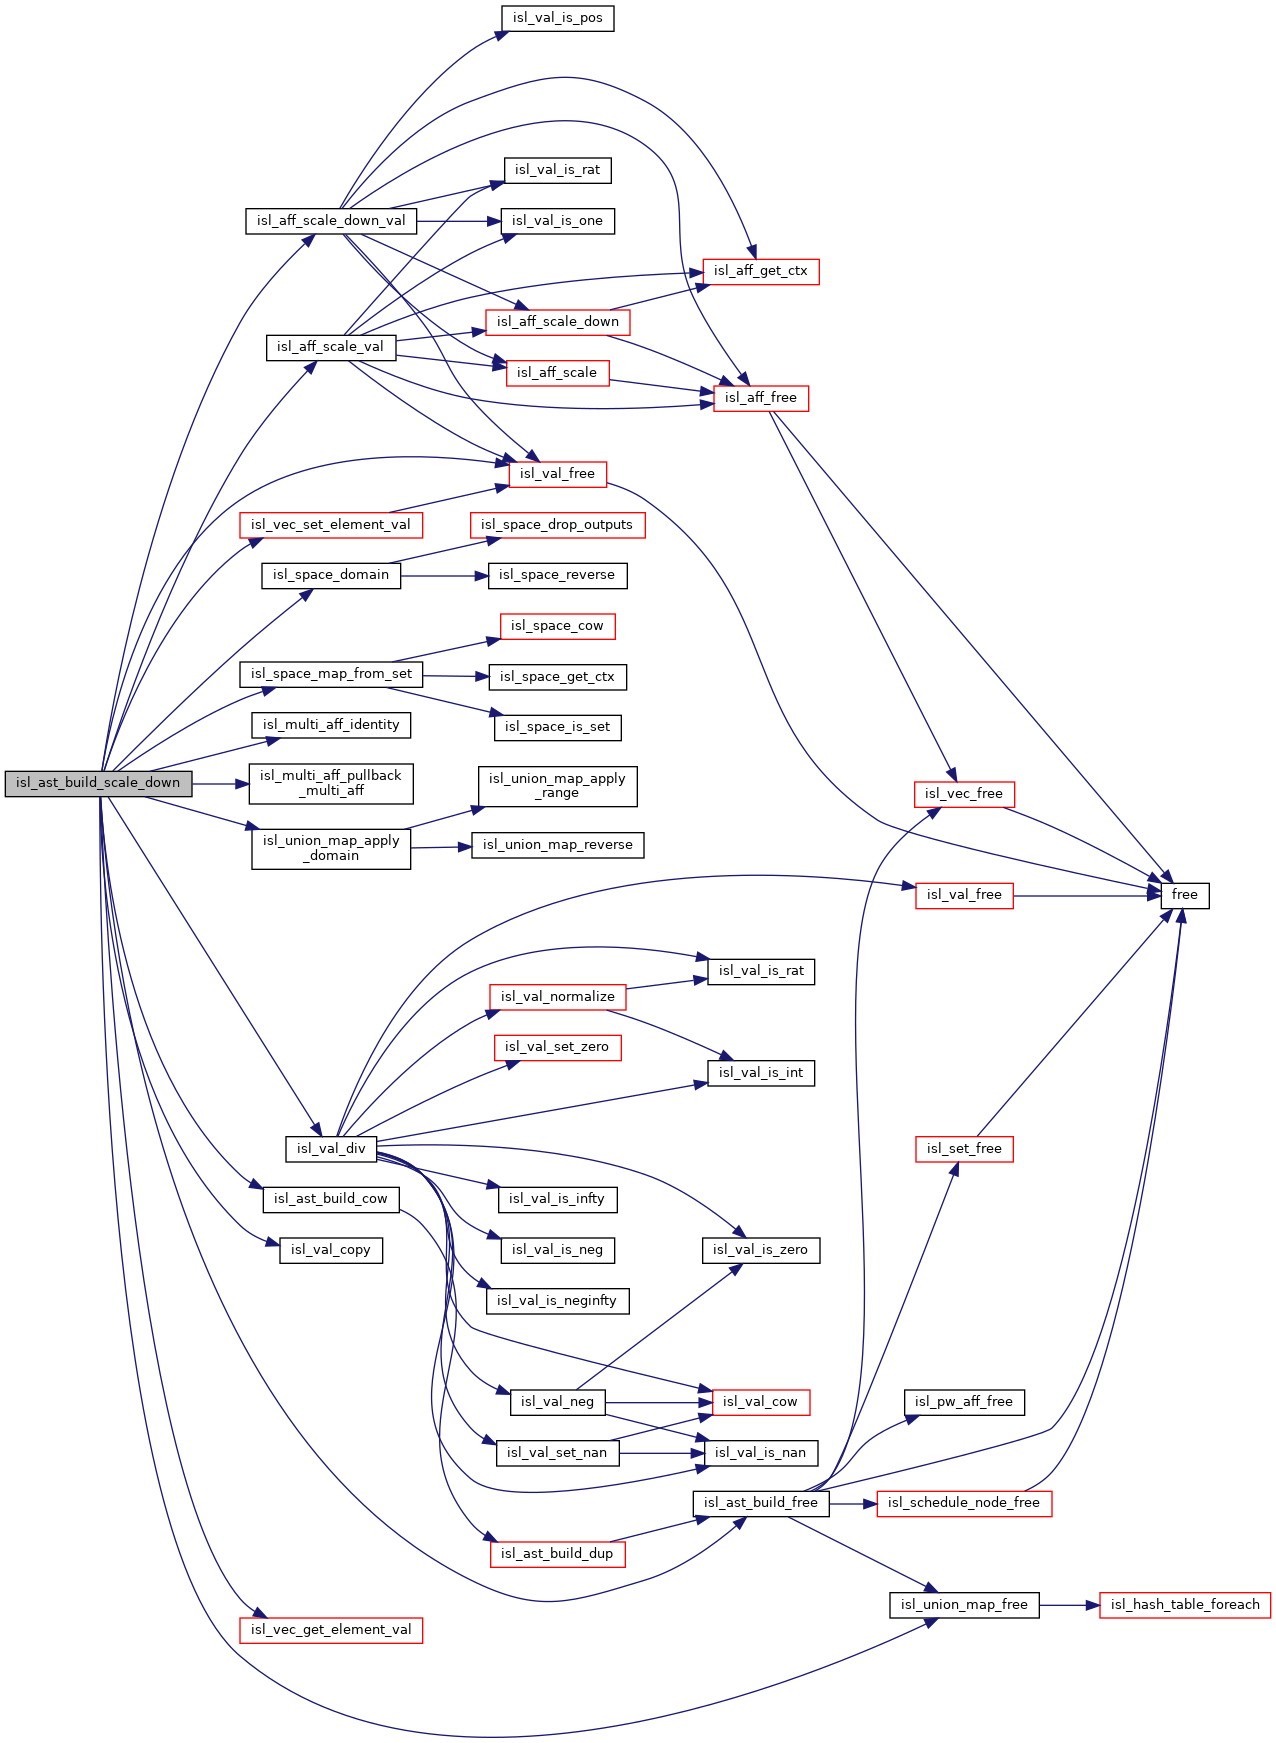 isl_val_is_pos
isl_val_is_rat
isl_aff_scale_down_val
isl_val_is_one
isl_aff_get_ctx
isl_aff_scale_down
isl_aff_scale_val
isl_aff_scale
isl_aff_free
isl_val_free
isl_vec_set_element_val
isl_space_drop_outputs
isl_space_domain
isl_space_reverse
isl_space_cow
isl_space_map_from_set
isl_space_get_ctx
isl_multi_aff_identity
isl_space_is_set
isl_ast_build_scale_down
isl_multi_aff_pullback
_multi_aff
isl_union_map_apply
_range
isl_vec_free
isl_union_map_apply
_domain
isl_union_map_reverse
isl_val_free
free
isl_val_is_rat
isl_val_normalize
isl_val_set_zero
isl_val_is_int
isl_val_div
isl_set_free
isl_ast_build_cow
isl_val_is_infty
isl_val_copy
isl_val_is_neg
isl_val_is_zero
isl_val_is_neginfty
isl_val_neg
isl_val_cow
isl_pw_aff_free
isl_val_set_nan
isl_val_is_nan
isl_ast_build_free
isl_schedule_node_free
isl_ast_build_dup
isl_union_map_free
isl_hash_table_foreach
isl_vec_get_element_val